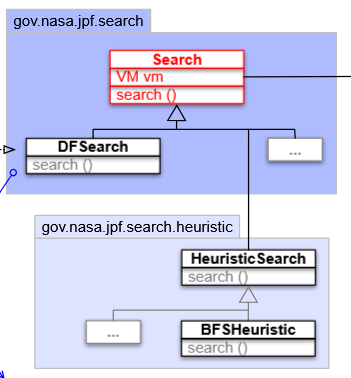 gov.nasa.jpf.search
Search
VM vm
search ()
DFSearch
search ()
...
gov.nasa.jpf.search.heuristic
HeuristicSearch
search ()
...
BFSHeuristic
search ()